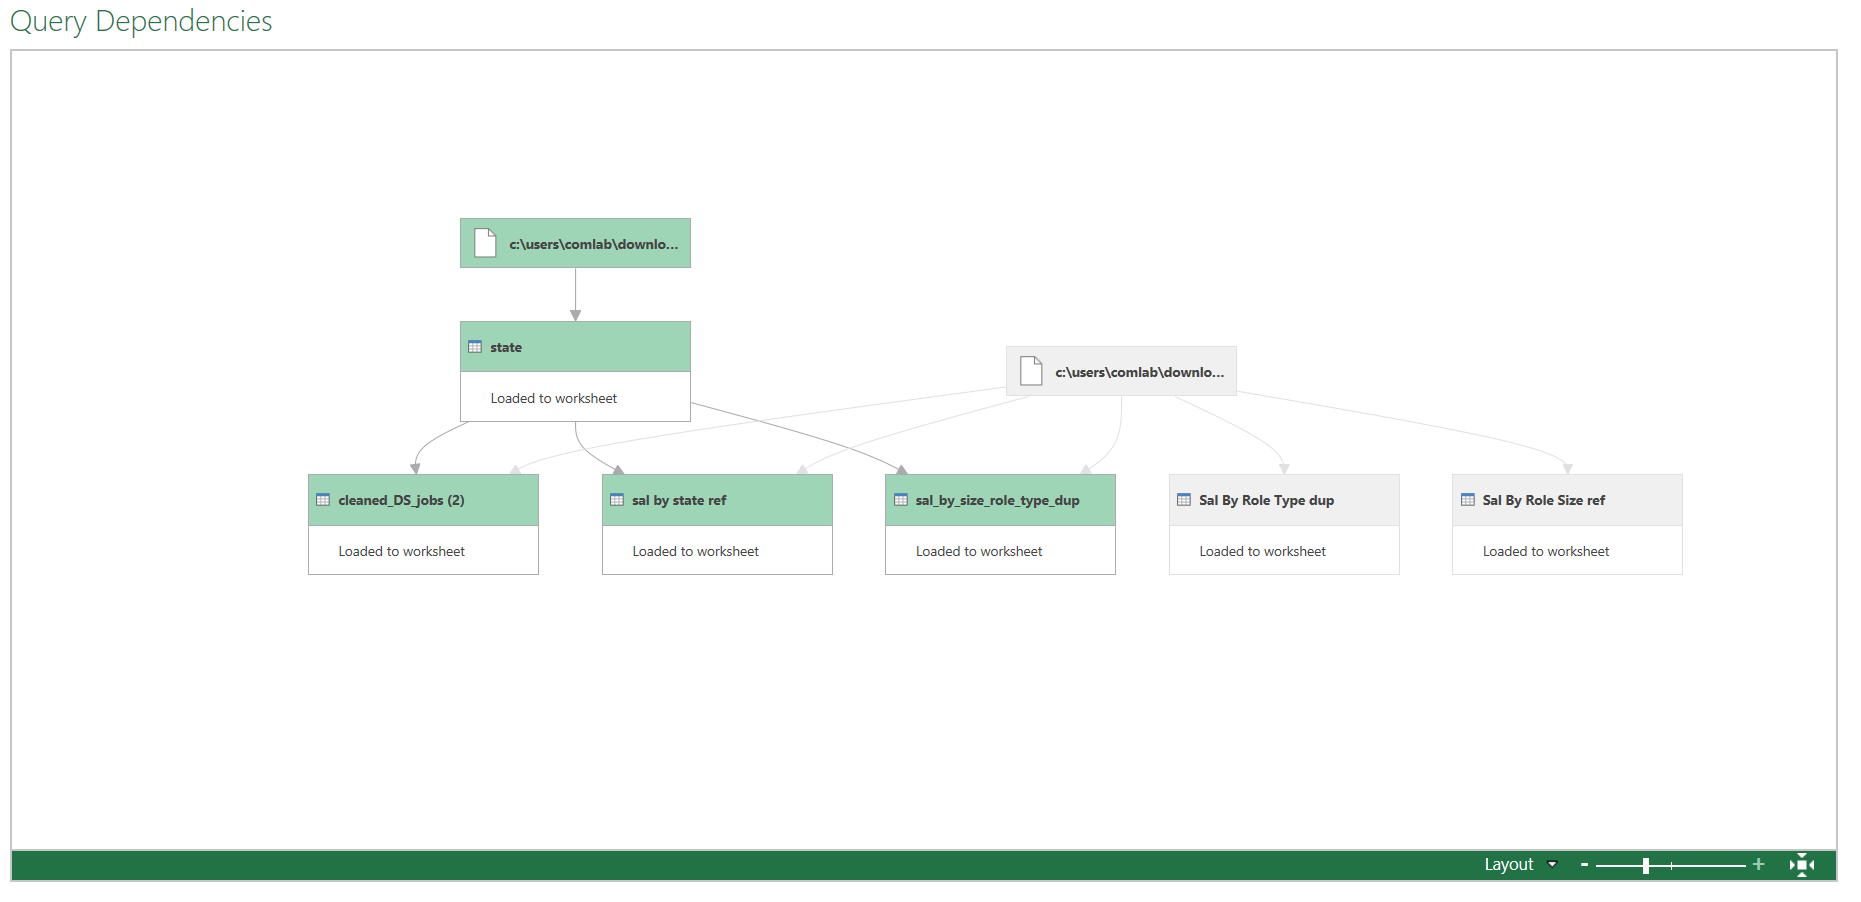 Query Dependencies
c:\users\comlab\downlo...
state
Loaded to worksheet
c:\users\comlab\downlo...
cleaned_DS_jobs (2)
Loaded to worksheet
sal by state ref
Loaded to worksheet
sal_by_size_role_type_dup
Loaded to worksheet
Sal By Role Type dup
Loaded to worksheet
Sal By Role Size ref
Loaded to worksheet
Layout